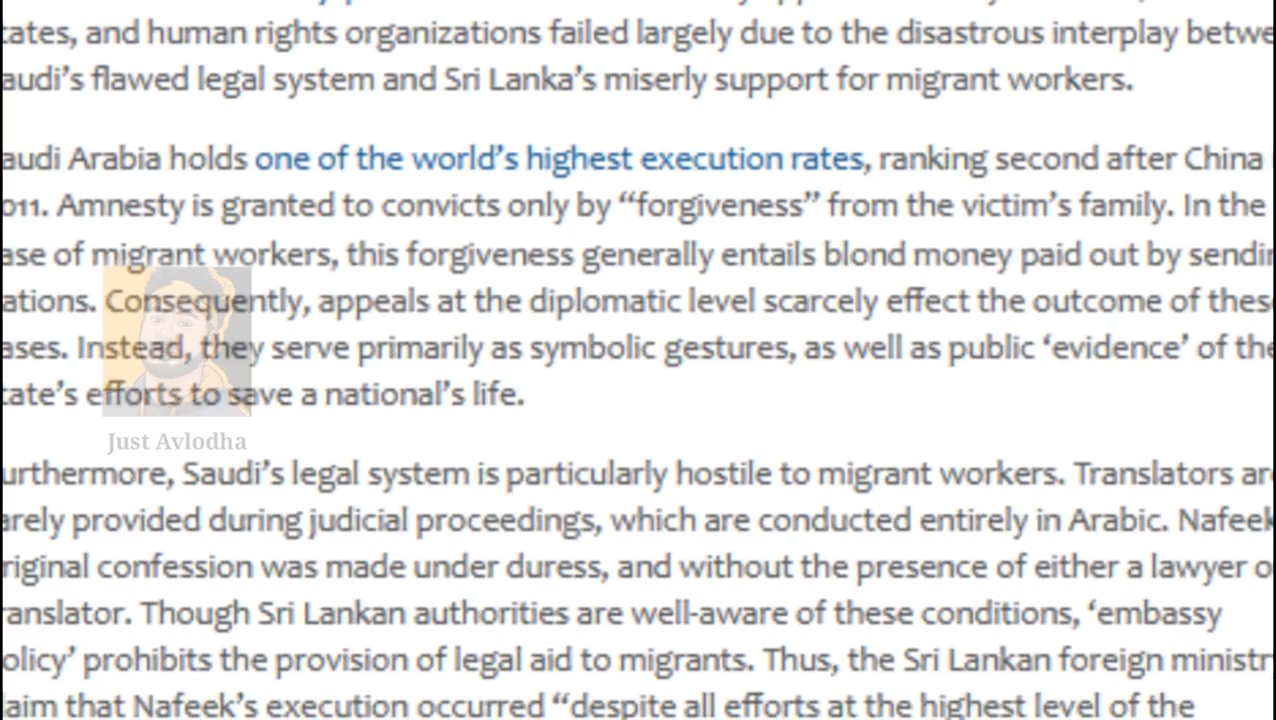 tates, and human rights organizations failed largely due to the disastrous interplay betwe
audi’s flawed legal system and Sri Lanka’s miserly support for migrant workers.
audi Arabia holds one of the world’s highest execution rates, ranking second after China
011. Amnesty is granted to convicts only by “forgiveness” from the victim’s family. In the
ase of migrant workers, this forgiveness generally entails blond money paid out by sendin
ations. Consequently, appeals at the diplomatic level scarcely effect the outcome of these
ases. Instead, they serve primarily as symbolic gestures, as well as public ‘evidence’ of the
tate’s efforts to save a national’s life.
Just Avlodha
urthermore, Saudi’s legal system is particularly hostile to migrant workers. Translators are
arely provided during judicial proceedings, which are conducted entirely in Arabic. Nafeek
riginal confession was made under duress, and without the presence of either a lawyer o
ranslator. Though Sri Lankan authorities are well-aware of these conditions, ‘embassy
olicy’ prohibits the provision of legal aid to migrants. Thus, the Sri Lankan foreign ministr
laim that Nafeek’s execution occurred “despite all efforts at the highest level of the